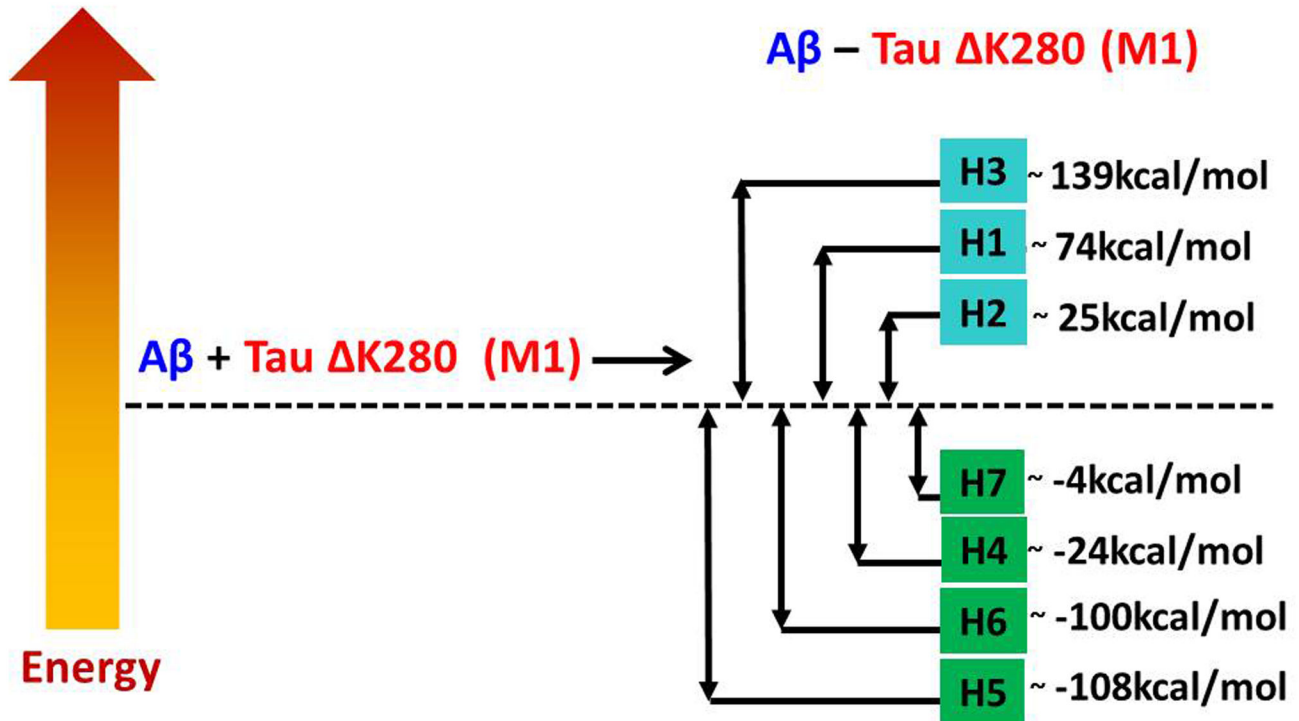 Aβ – Tau ΔK280 (M1)
H3 ~ 139kcal/mol
H1 ~ 74kcal/mol
H2 ~ 25kcal/mol
Aβ + Tau ΔK280 (M1)
H7 ~ -4kcal/mol
H4 ~ -24kcal/mol
H6 ~ -100kcal/mol
H5 ~ -108kcal/mol
Energy